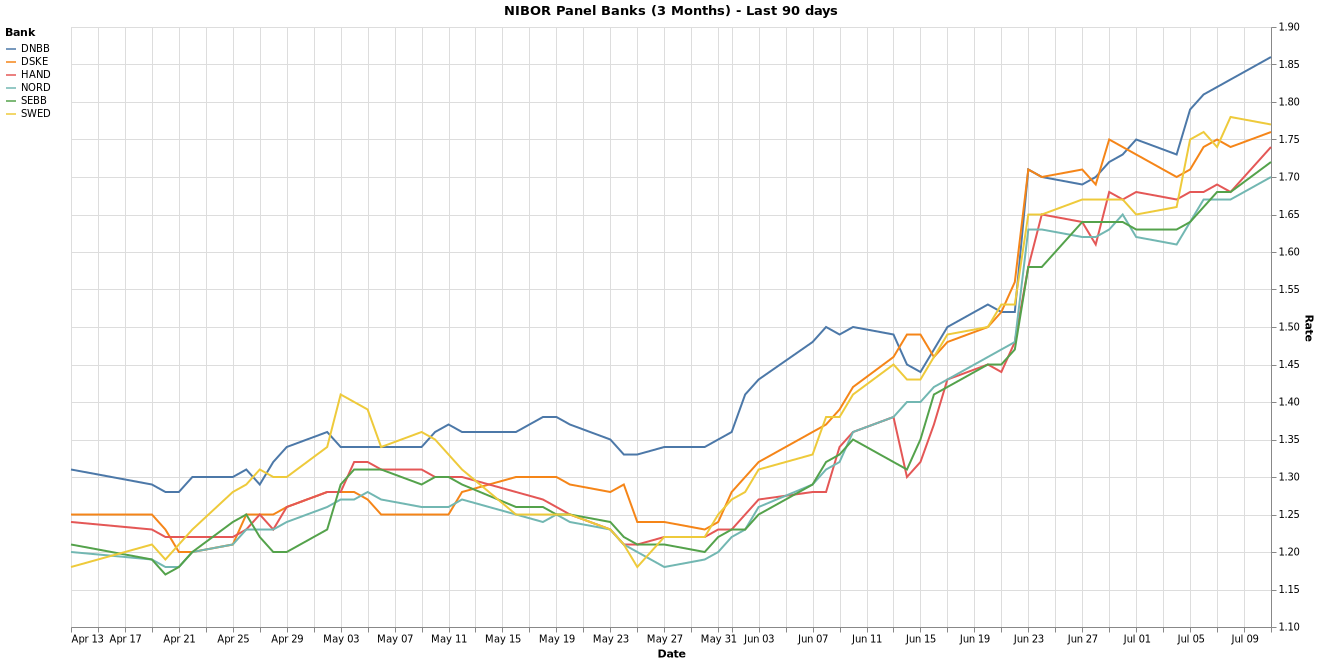 NIBOR Panel Banks (3 Months) - Last 90 days
Bank
DNBB
DSKE
HAND
NORD
SEBB
SWED
1.90
1.85
1.80
1.75
1.70
1.65
1.60
1.55
1.50
1.45
1.40
1.35
1.30
1.25
1.20
1.15
1.10
Rate
Apr 13 Apr 17 Apr 21 Apr 25 Apr 29 May 03 May 07 May 11 May 15 May 19 May 23 May 27 May 31 Jun 03 Jun 07 Jun 11 Jun 15 Jun 19 Jun 23 Jun 27 Jul 01 Jul 05 Jul 09
Date